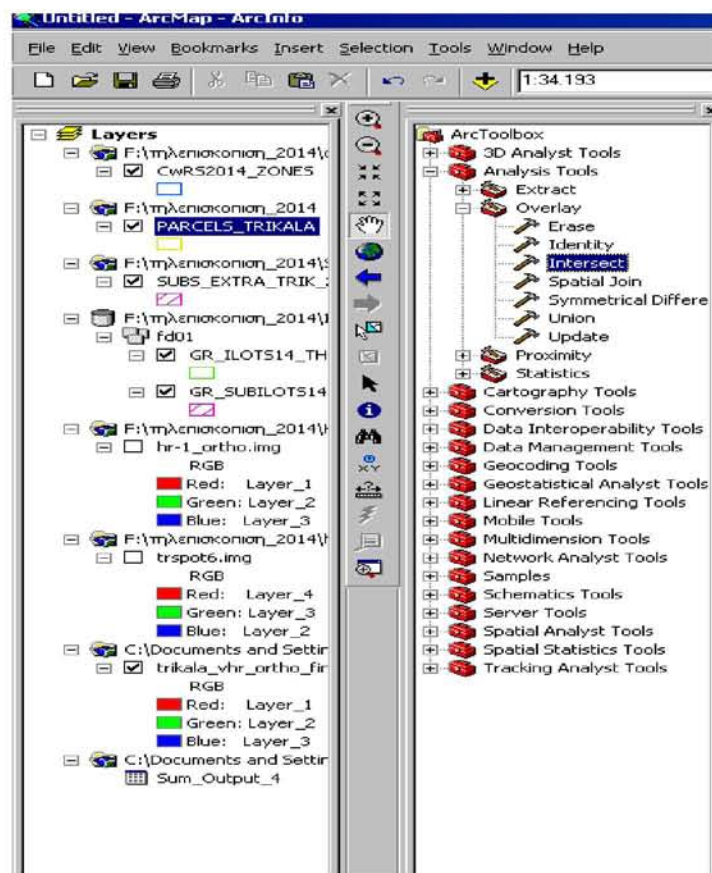 Untitled - ArcMap - ArcInfo
File Edit View Bookmarks Insert Selection Tools Window Help
1:34.193
Layers
F:\τηλεπισκοπιση_2014\c
CwRS2014_ZONES
F:\τηλεπισκοπιση_2014
PARCELS_TRIKALA
F:\τηλεπισκοπιση_2014\S
SUBS_EXTRA_TRIK_2
F:\τηλεπισκοπιση_2014\I
fd01
GR_ILOTS14_TH
GR_SUBILOTS14
F:\τηλεπισκοπιση_2014\h
hr-1_ortho.img
RGB
Red: Layer_1
Green: Layer_2
Blue: Layer_3
F:\τηλεπισκοπιση_2014\h
trspot6.img
RGB
Red: Layer_4
Green: Layer_3
Blue: Layer_2
C:\Documents and Settin
trikala_vhr_ortho_fin
RGB
Red: Layer_1
Green: Layer_2
Blue: Layer_3
C:\Documents and Settin
Sum_Output_4
ArcToolbox
3D Analyst Tools
Analysis Tools
Extract
Overlay
Erase
Identity
Intersect
Spatial Join
Symmetrical Differe
Union
Update
Proximity
Statistics
Cartography Tools
Conversion Tools
Data Interoperability Tools
Data Management Tools
Geocoding Tools
Geostatistical Analyst Tools
Linear Referencing Tools
Mobile Tools
Multidimension Tools
Network Analyst Tools
Samples
Schematics Tools
Server Tools
Spatial Analyst Tools
Spatial Statistics Tools
Tracking Analyst Tools